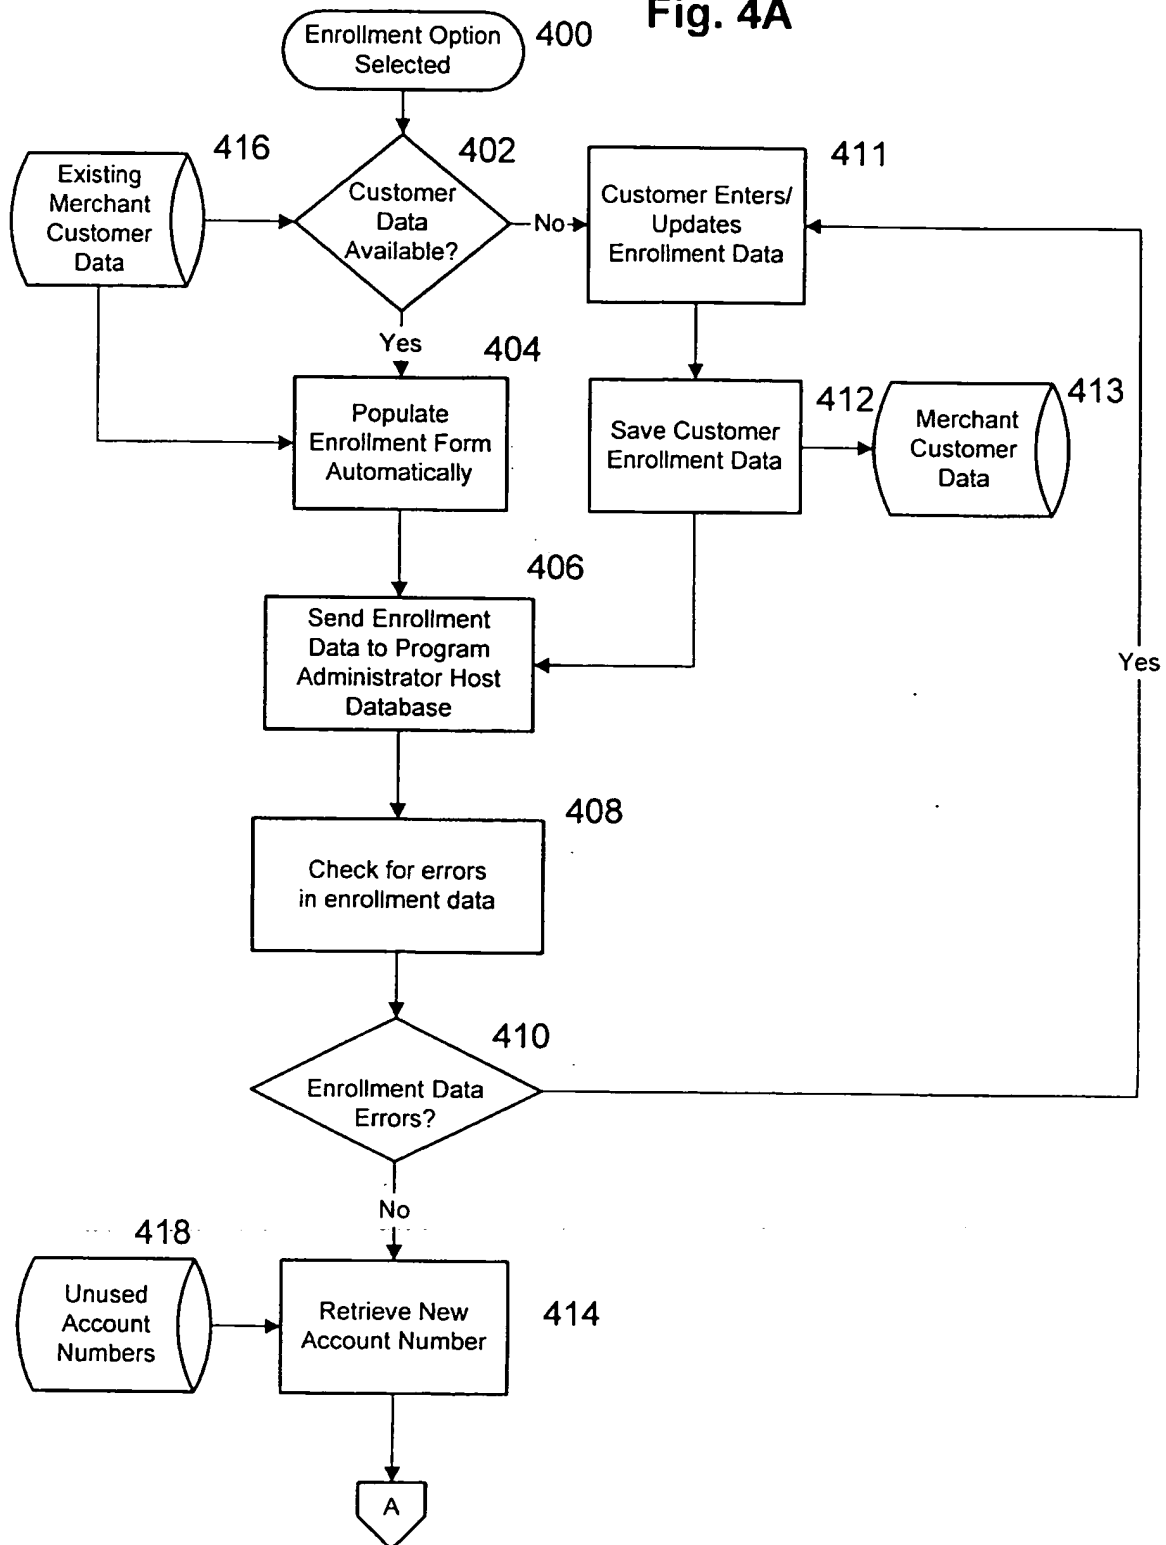 Fig. 4A
Enrollment Option
Selected
400
416
402
411
Existing
Merchant
Customer
Data
Customer
Data
Available?
No
Customer Enters/
Updates
Enrollment Data
Yes
404
412
413
Populate
Enrollment Form
Automatically
Save Customer
Enrollment Data
Merchant
Customer
Data
406
Send Enrollment
Data to Program
Administrator Host
Database
Yes
408
Check for errors
in enrollment data
410
Enrollment Data
Errors?
No
418
Unused
Account
Numbers
Retrieve New
Account Number
414
A